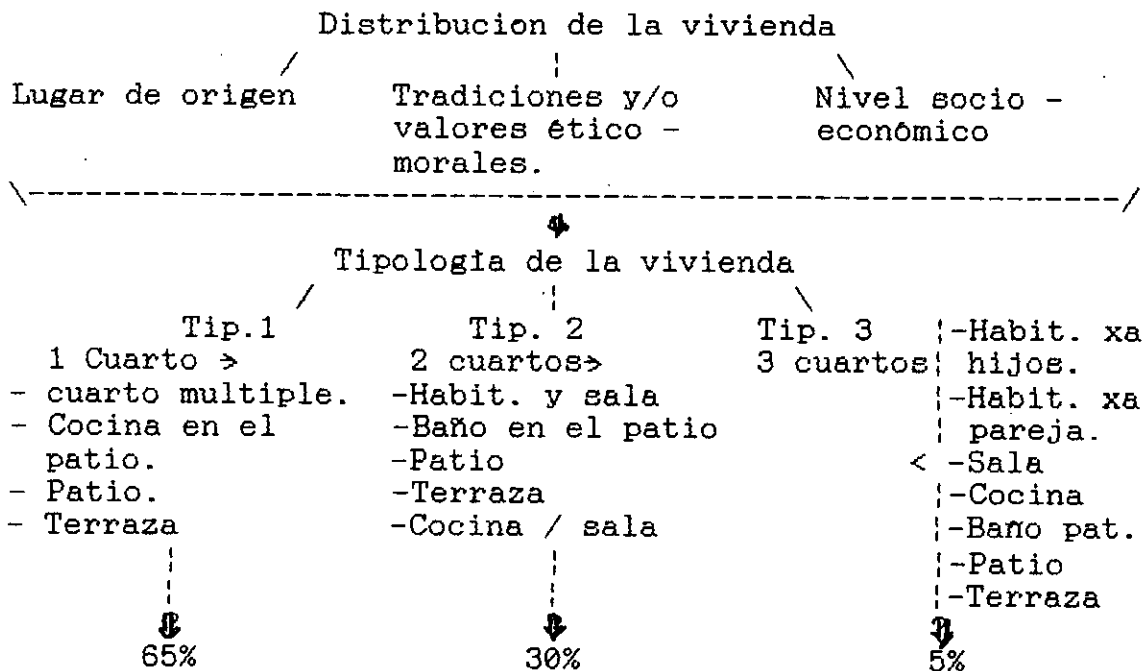 Distribucion de la vivienda
Lugar de origen
Tradiciones y/o
valores ético -
morales.
Nivel socio -
económico
Tipologia de la vivienda
Tip.1
1 Cuarto >
- cuarto multiple.
- Cocina en el
patio.
- Patio.
- Terraza
65%
Tip. 2
2 cuartos>
-Habit. y sala
-Baño en el patio
-Patio
-Terraza
-Cocina / sala
30%
Tip. 3
3 cuartos
-Habit. xa
hijos.
-Habit. xa
pareja.
< -Sala
-Cocina
-Baño pat.
-Patio
-Terraza
5%